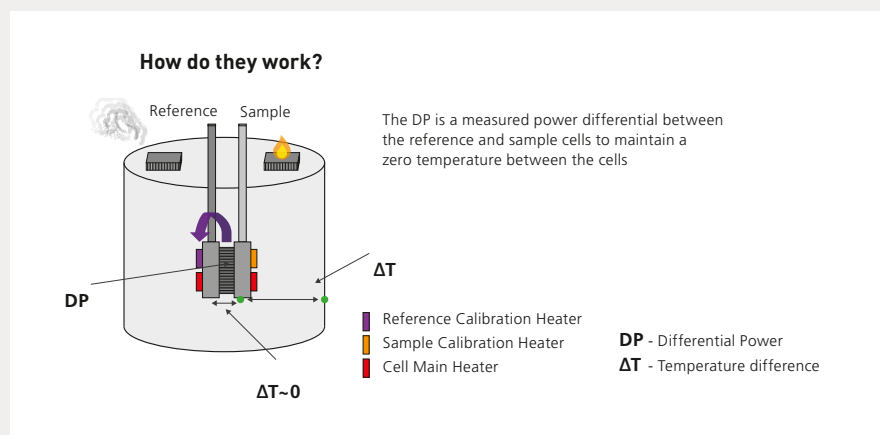 How do they work?
Reference Sample
The DP is a measured power differential between
the reference and sample cells to maintain a
zero temperature between the cells
ΔT
DP
Reference Calibration Heater
Sample Calibration Heater
Cell Main Heater
DP - Differential Power
ΔT - Temperature difference
ΔT~0